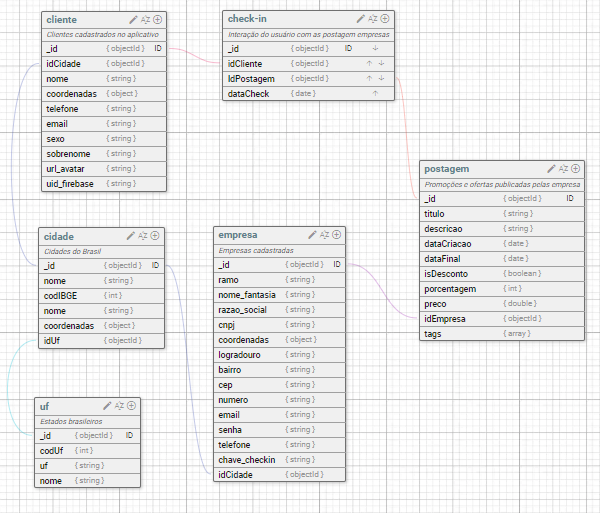 cliente
Clientes cadastrados no aplicativo
_id { objectId } ID
idCidade { objectId }
nome { string }
coordenadas { object }
telefone { string }
email { string }
sexo { string }
sobrenome { string }
url_avatar { string }
uid_firebase { string }
check-in
Interação do usuário com as postagem empresas
_id { objectId } ID
idCliente { objectId }
IdPostagem { objectId }
dataCheck { date }
postagem
Promoções e ofertas publicadas pelas empresa
_id { objectId } ID
titulo { string }
descricao { string }
dataCriacao { date }
dataFinal { date }
isDesconto { boolean }
porcentagem { int }
preco { double }
idEmpresa { objectId }
tags { array }
cidade
Cidades do Brasil
_id { objectId } ID
nome { string }
codIBGE { int }
nome { string }
coordenadas { object }
idUf { objectId }
empresa
Empresas cadastradas
_id { objectId } ID
ramo { string }
nome_fantasia { string }
razao_social { string }
cnpj { string }
coordenadas { object }
logradouro { string }
bairro { string }
cep { string }
numero { string }
email { string }
senha { string }
telefone { string }
chave_checkin { string }
idCidade { objectId }
uf
Estados brasileiros
_id { objectId } ID
codUf { int }
uf { string }
nome { string }